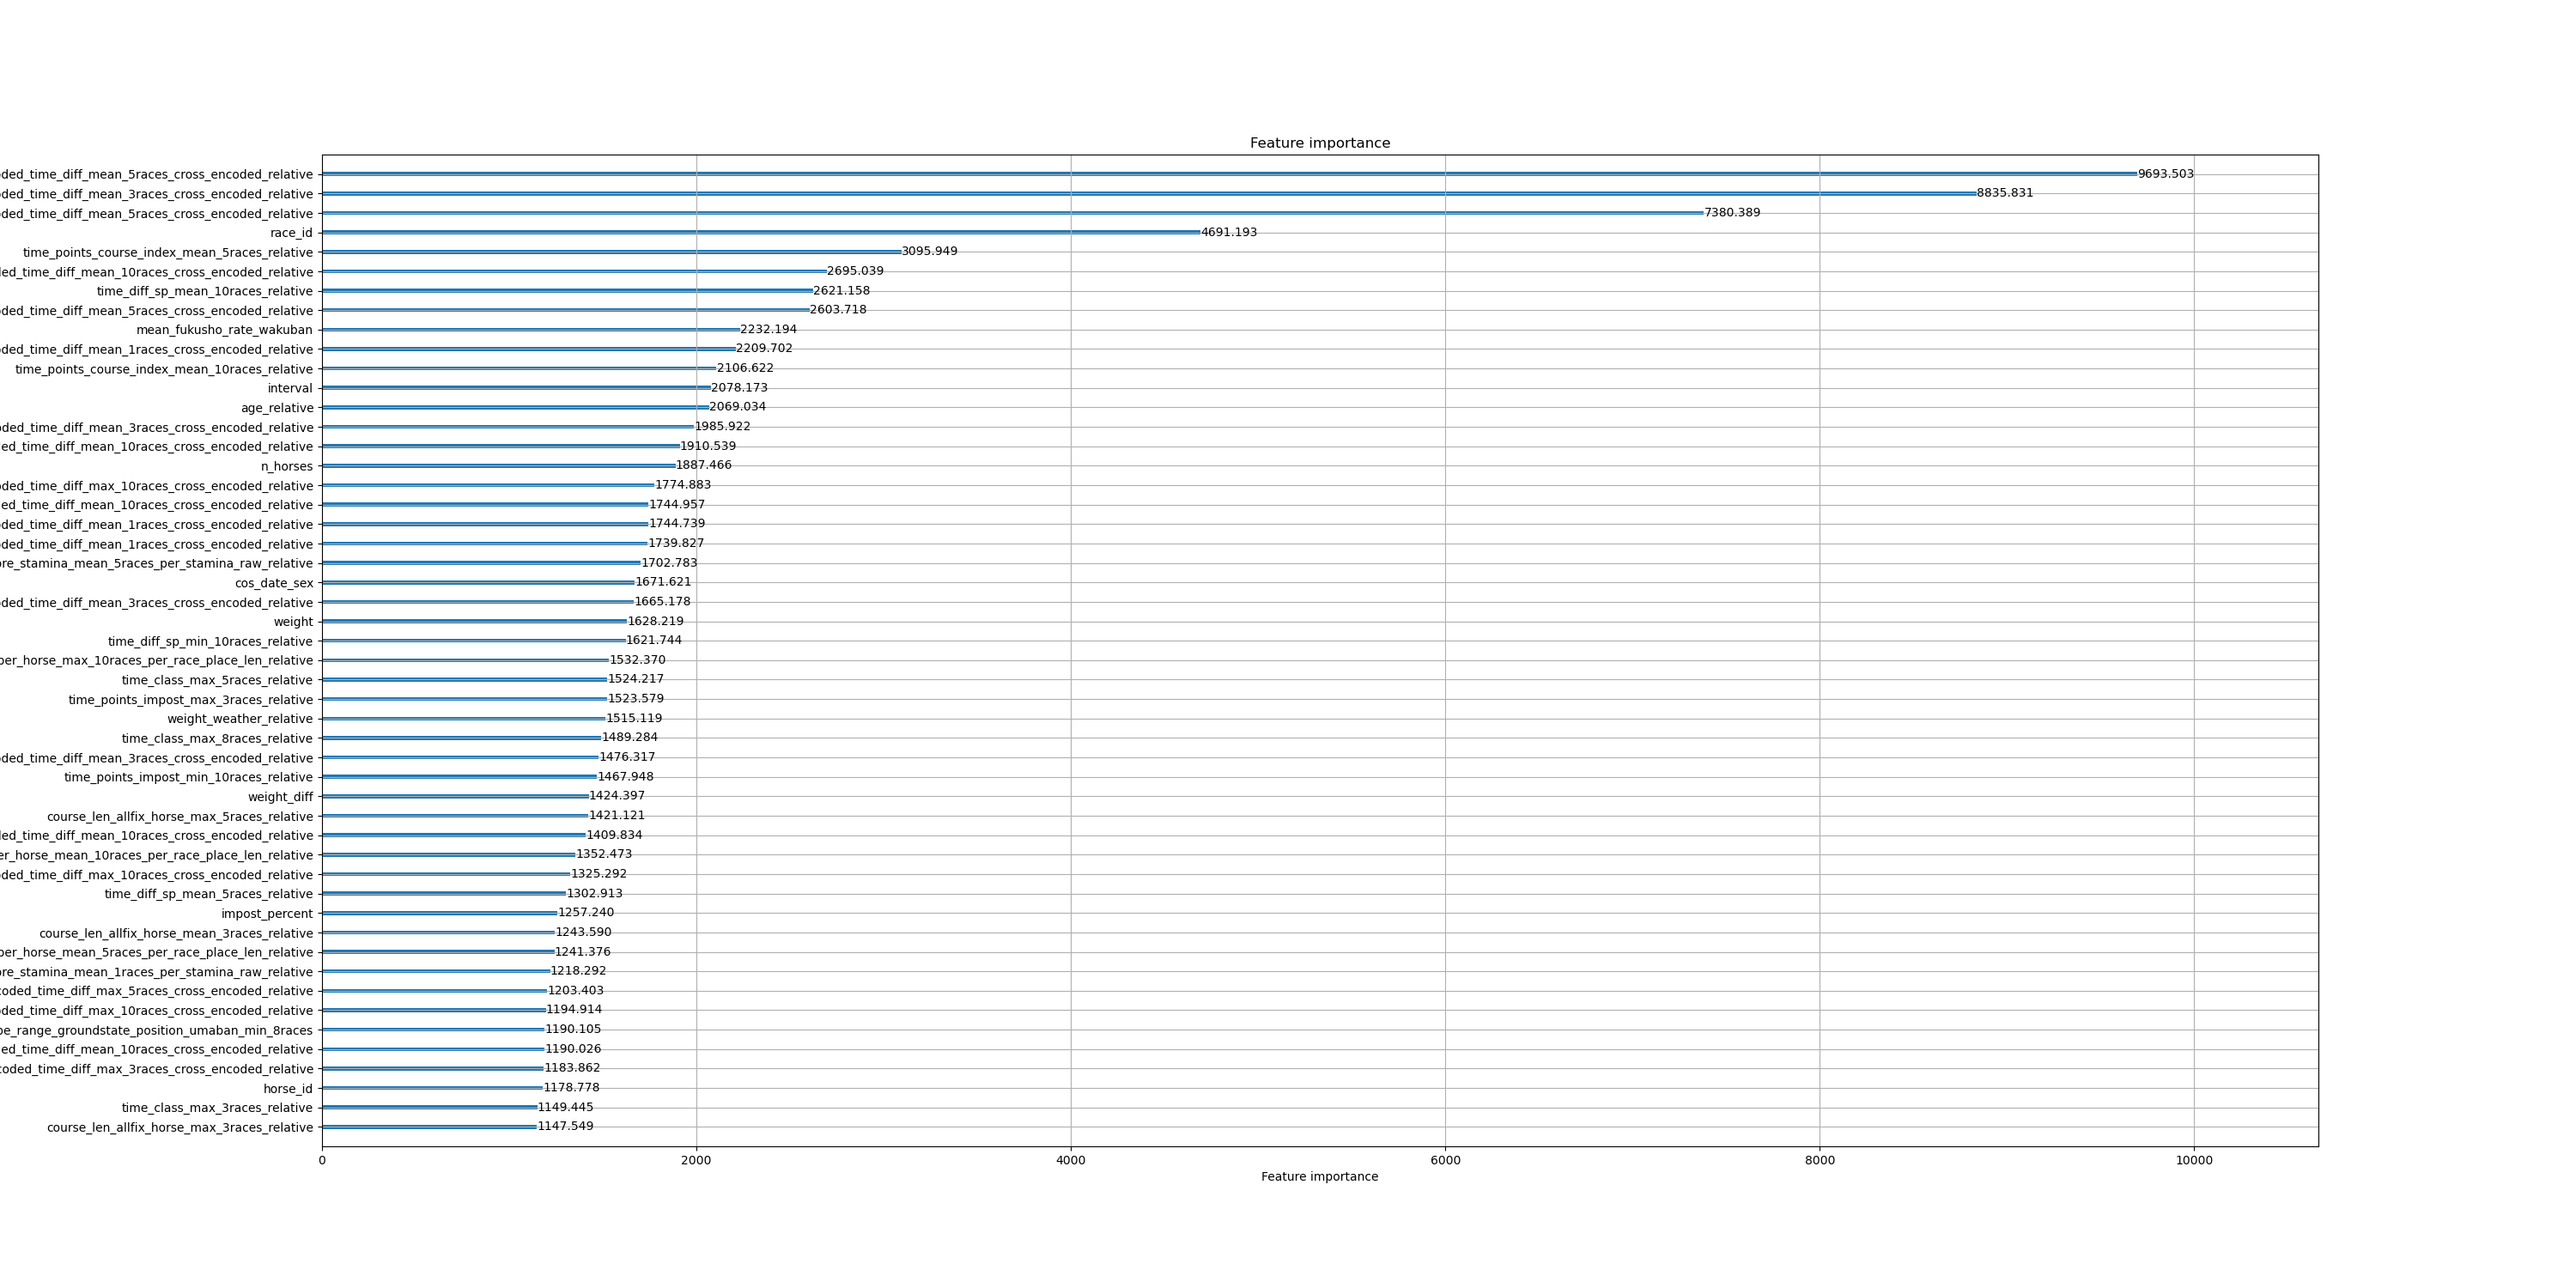 Feature importance
ded_time_diff_mean_5races_cross_encoded_relative 9693.503
ded_time_diff_mean_3races_cross_encoded_relative 8835.831
ded_time_diff_mean_5races_cross_encoded_relative 7380.389
race_id 4691.193
time_points_course_index_mean_5races_relative 3095.949
led_time_diff_mean_10races_cross_encoded_relative 2695.039
time_diff_sp_mean_10races_relative 2621.158
ded_time_diff_mean_5races_cross_encoded_relative 2603.718
mean_fukusho_rate_wakuban 2232.194
ded_time_diff_mean_1races_cross_encoded_relative 2209.702
time_points_course_index_mean_10races_relative 2106.622
interval 2078.173
age_relative 2069.034
ded_time_diff_mean_3races_cross_encoded_relative 1985.922
ed_time_diff_mean_10races_cross_encoded_relative 1910.539
n_horses 1887.466
ded_time_diff_max_10races_cross_encoded_relative 1774.883
ed_time_diff_mean_10races_cross_encoded_relative 1744.957
ded_time_diff_mean_1races_cross_encoded_relative 1744.739
ded_time_diff_mean_1races_cross_encoded_relative 1739.827
ore_stamina_mean_5races_per_stamina_raw_relative 1702.783
cos_date_sex 1671.621
ded_time_diff_mean_3races_cross_encoded_relative 1665.178
weight 1628.219
time_diff_sp_min_10races_relative 1621.744
per_horse_max_10races_per_race_place_len_relative 1532.370
time_class_max_5races_relative 1524.217
time_points_impost_max_3races_relative 1523.579
weight_weather_relative 1515.119
time_class_max_8races_relative 1489.284
ded_time_diff_mean_3races_cross_encoded_relative 1476.317
time_points_impost_min_10races_relative 1467.948
weight_diff 1424.397
course_len_allfix_horse_max_5races_relative 1421.121
led_time_diff_mean_10races_cross_encoded_relative 1409.834
er_horse_mean_10races_per_race_place_len_relative 1352.473
ded_time_diff_max_10races_cross_encoded_relative 1325.292
time_diff_sp_mean_5races_relative 1302.913
impost_percent 1257.240
course_len_allfix_horse_mean_3races_relative 1243.590
per_horse_mean_5races_per_race_place_len_relative 1241.376
ore_stamina_mean_1races_per_stamina_raw_relative 1218.292
coded_time_diff_max_5races_cross_encoded_relative 1203.403
ded_time_diff_max_10races_cross_encoded_relative 1194.914
pe_range_groundstate_position_umaban_min_8races 1190.105
ed_time_diff_mean_10races_cross_encoded_relative 1190.026
coded_time_diff_max_3races_cross_encoded_relative 1183.862
horse_id 1178.778
time_class_max_3races_relative 1149.445
course_len_allfix_horse_max_3races_relative 1147.549
0 2000 4000 6000 8000 10000
Feature importance